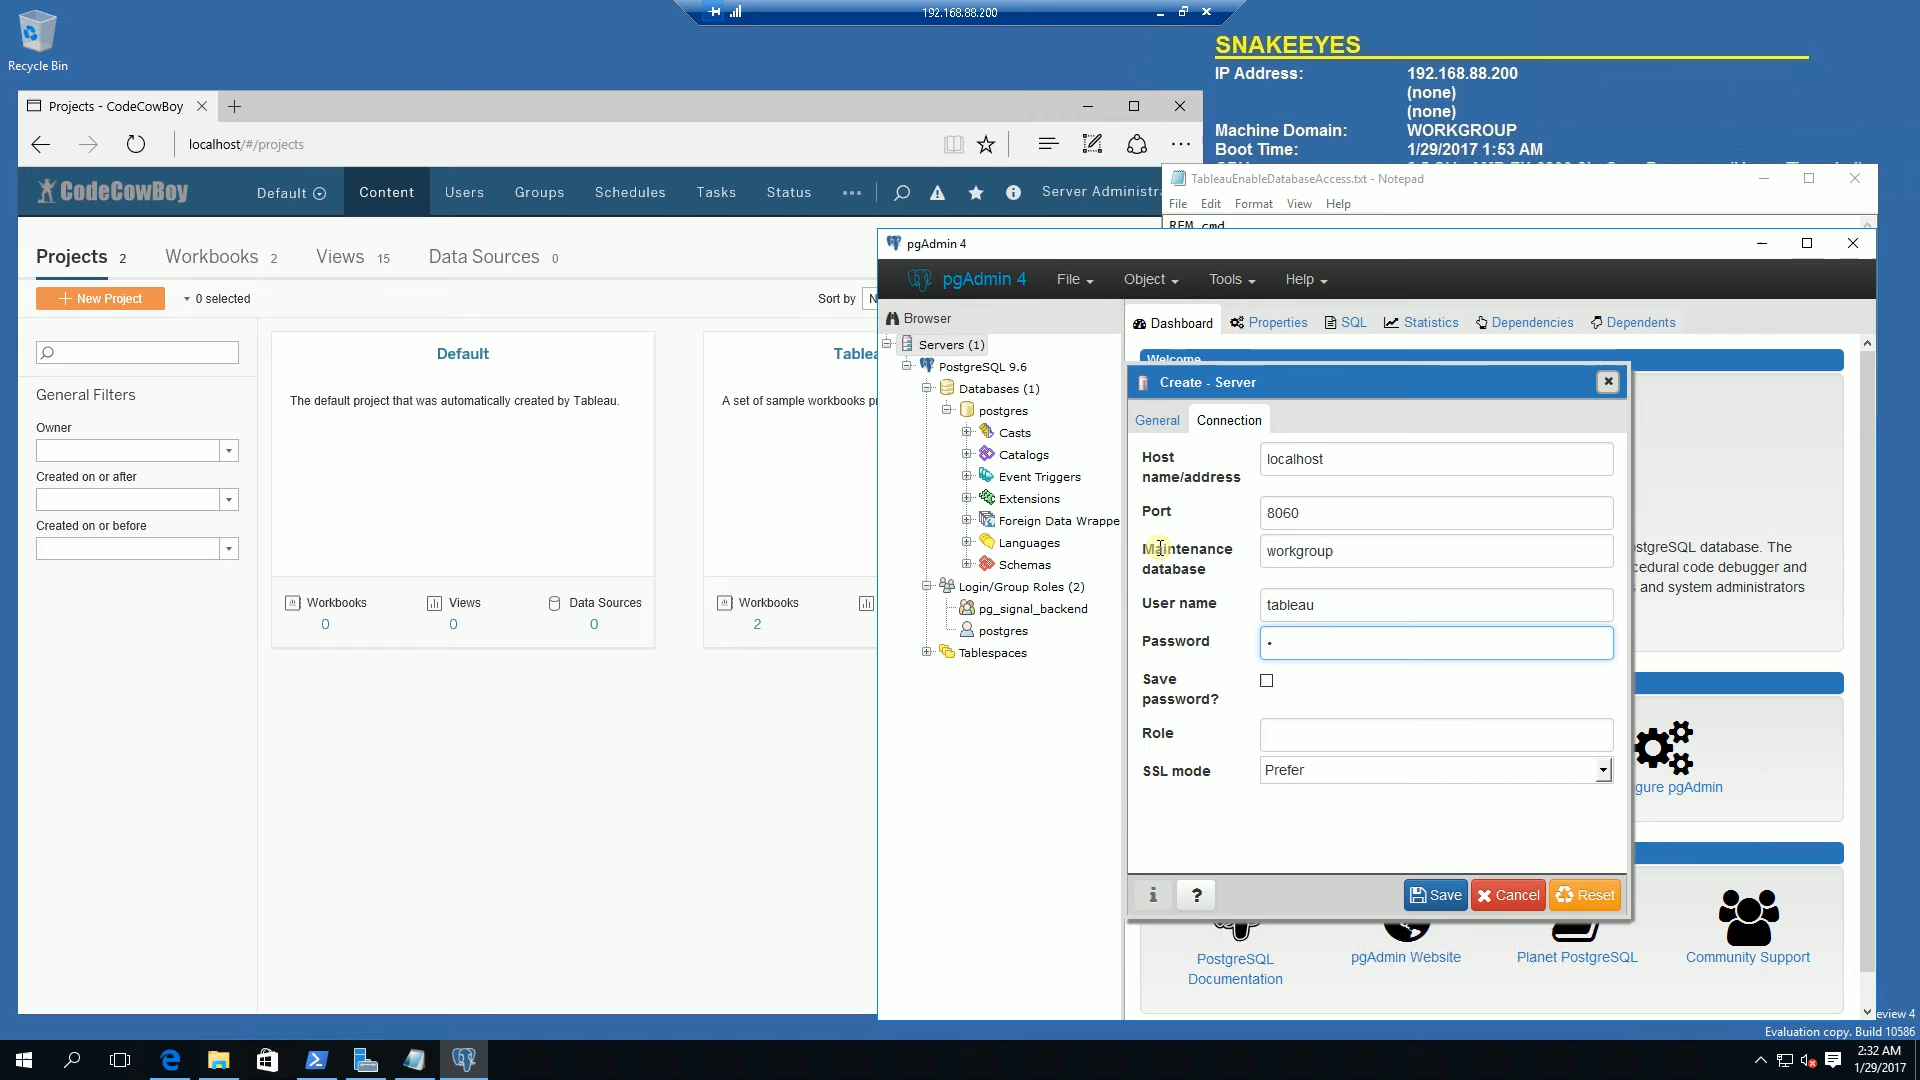 192.168.88.200
Recycle Bin
SNAKEEYES
IP Address: 192.168.88.200
(none)
(none)
Machine Domain: WORKGROUP
Boot Time: 1/29/2017 1:53 AM
Projects - CodeCowBoy
localhost/#/projects
CodeCowBoy
Default
Content
Users
Groups
Schedules
Tasks
Status
Server Administra
TableauEnableDatabaseAccess.txt - Notepad
File Edit Format View Help
REM cmd
Projects 2
Workbooks 2
Views 15
Data Sources 0
New Project
0 selected
Sort by
N
General Filters
Owner
Created on or after
Created on or before
Default
The default project that was automatically created by Tableau.
Workbooks
0
Views
0
Data Sources
0
Tablea
A set of sample workbooks p
Workbooks
2
pgAdmin 4
pgAdmin 4
File
Object
Tools
Help
Browser
Servers (1)
PostgreSQL 9.6
Databases (1)
postgres
Casts
Catalogs
Event Triggers
Extensions
Foreign Data Wrappe
Languages
Schemas
Login/Group Roles (2)
pg_signal_backend
postgres
Tablespaces
Dashboard
Properties
SQL
Statistics
Dependencies
Dependents
Welcome
Create - Server
General
Connection
Host
name/address
localhost
Port
8060
Maintenance
database
workgroup
User name
tableau
Password
•
Save
password?
Role
SSL mode
Prefer
i
?
Save
Cancel
Reset
stgreSQL database. The
cedural code debugger and
s and system administrators
gure pgAdmin
PostgreSQL
Documentation
pgAdmin Website
Planet PostgreSQL
Community Support
eview 4
Evaluation copy. Build 10586
2:32 AM
1/29/2017